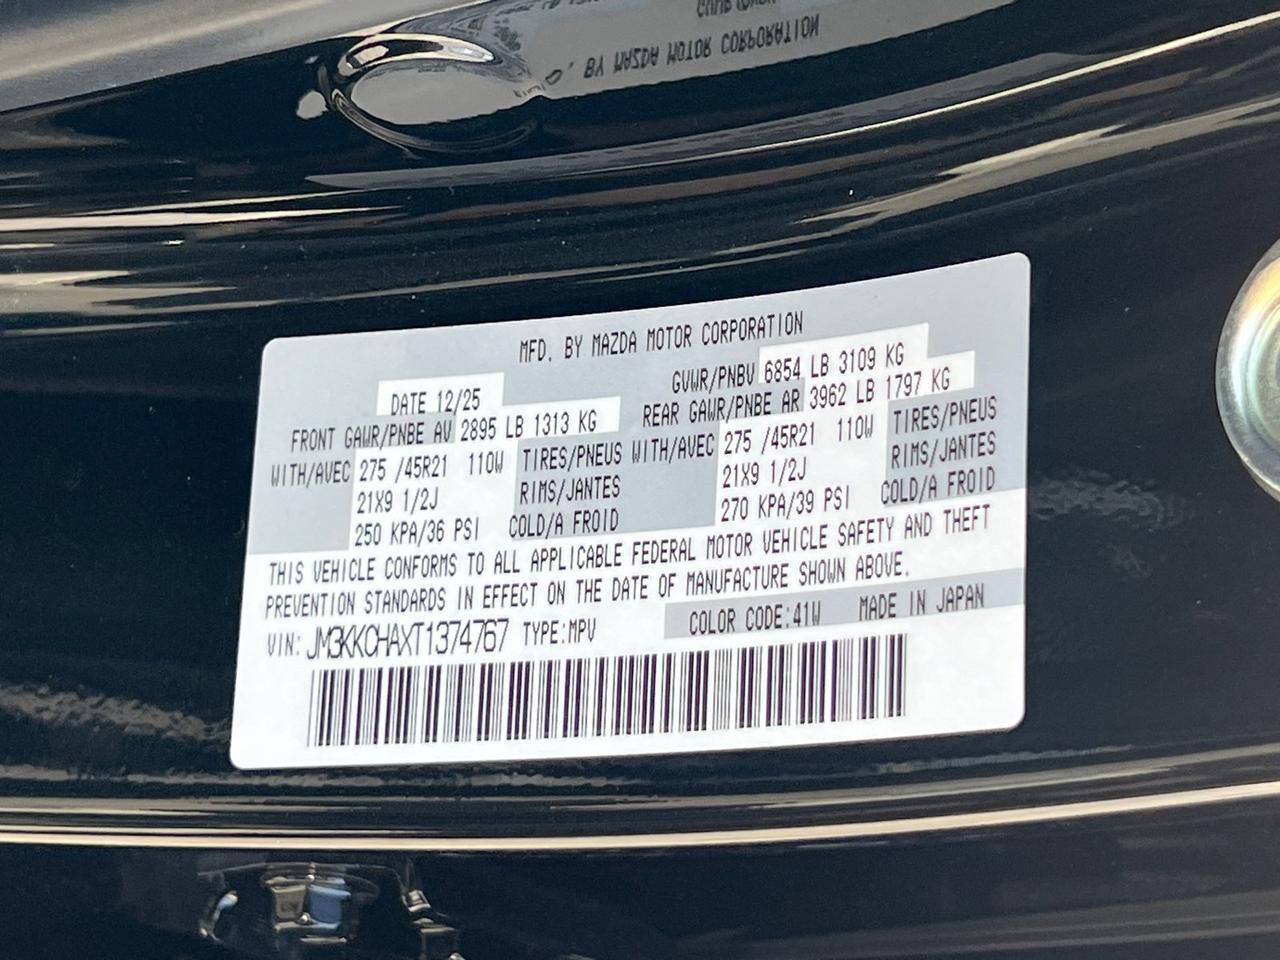 MFD. BY MAZDA MOTOR CORPORATION
DATE 12/25 GVWR/PNBV 6854 LB 3109 KG
FRONT GAWR/PNBE AV 2895 LB 1313 KG REAR GAWR/PNBE AR 3962 LB 1797 KG
WITH/AVEC 275 /45R21 110W TIRES/PNEUS WITH/AVEC 275 /45R21 110W TIRES/PNEUS
21X9 1/2J RIMS/JANTES 21X9 1/2J RIMS/JANTES
250 KPA/36 PSI COLD/A FROID 270 KPA/39 PSI COLD/A FROID
THIS VEHICLE CONFORMS TO ALL APPLICABLE FEDERAL MOTOR VEHICLE SAFETY AND THEFT
PREVENTION STANDARDS IN EFFECT ON THE DATE OF MANUFACTURE SHOWN ABOVE.
COLOR CODE:41W MADE IN JAPAN
VIN: JM3KKCHAXT1374767 TYPE:MPV